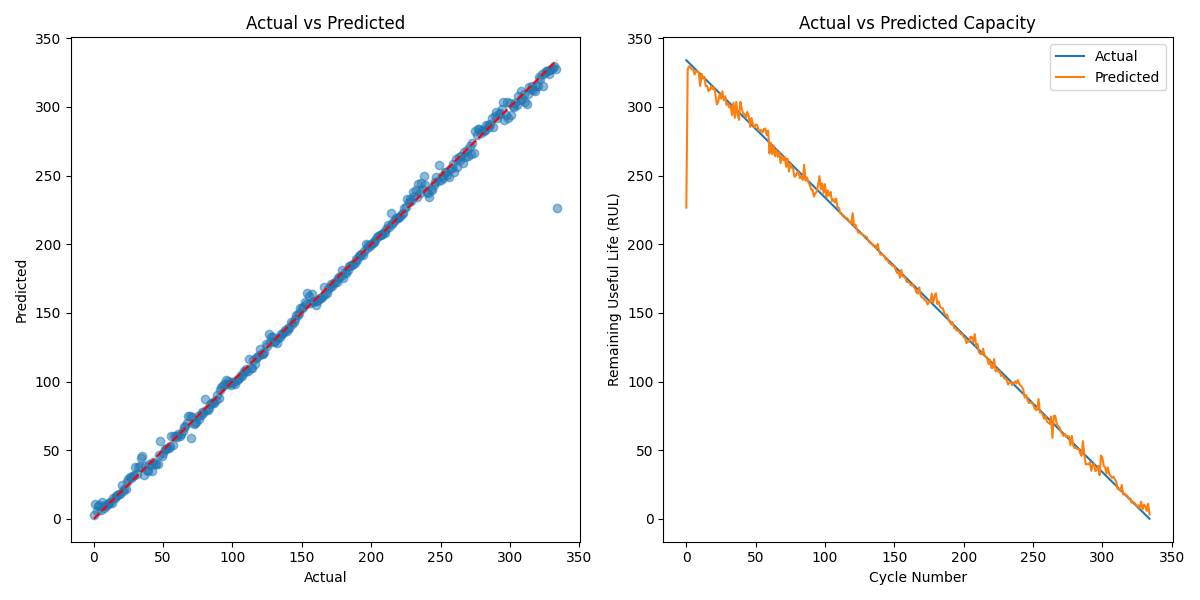 Actual vs Predicted
350
300
250
200
150
100
50
0
Predicted
0 50 100 150 200 250 300 350
Actual
Actual vs Predicted Capacity
350
300
250
200
150
100
50
0
Remaining Useful Life (RUL)
Actual
Predicted
0 50 100 150 200 250 300 350
Cycle Number